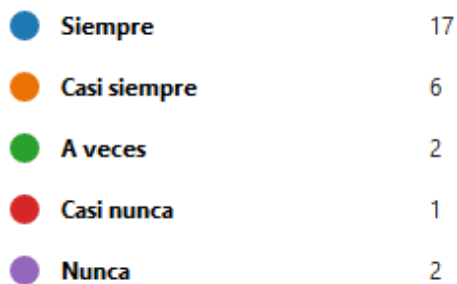 Siempre 17
Casi siempre 6
A veces 2
Casi nunca 1
Nunca 2